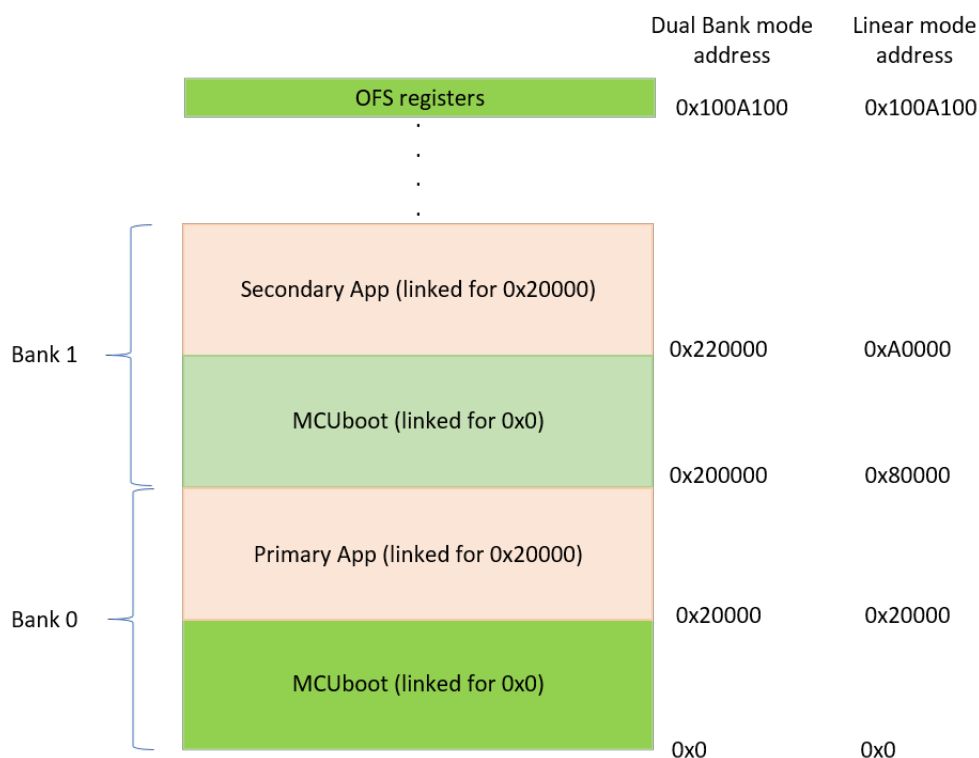 Dual Bank mode
address
Linear mode
address
OFS registers
0x100A100
0x100A100
Secondary App (linked for 0x20000)
Bank 1
0x220000
0xA0000
MCUboot (linked for 0x0)
0x200000
0x80000
Primary App (linked for 0x20000)
Bank 0
0x20000
0x20000
MCUboot (linked for 0x0)
0x0
0x0